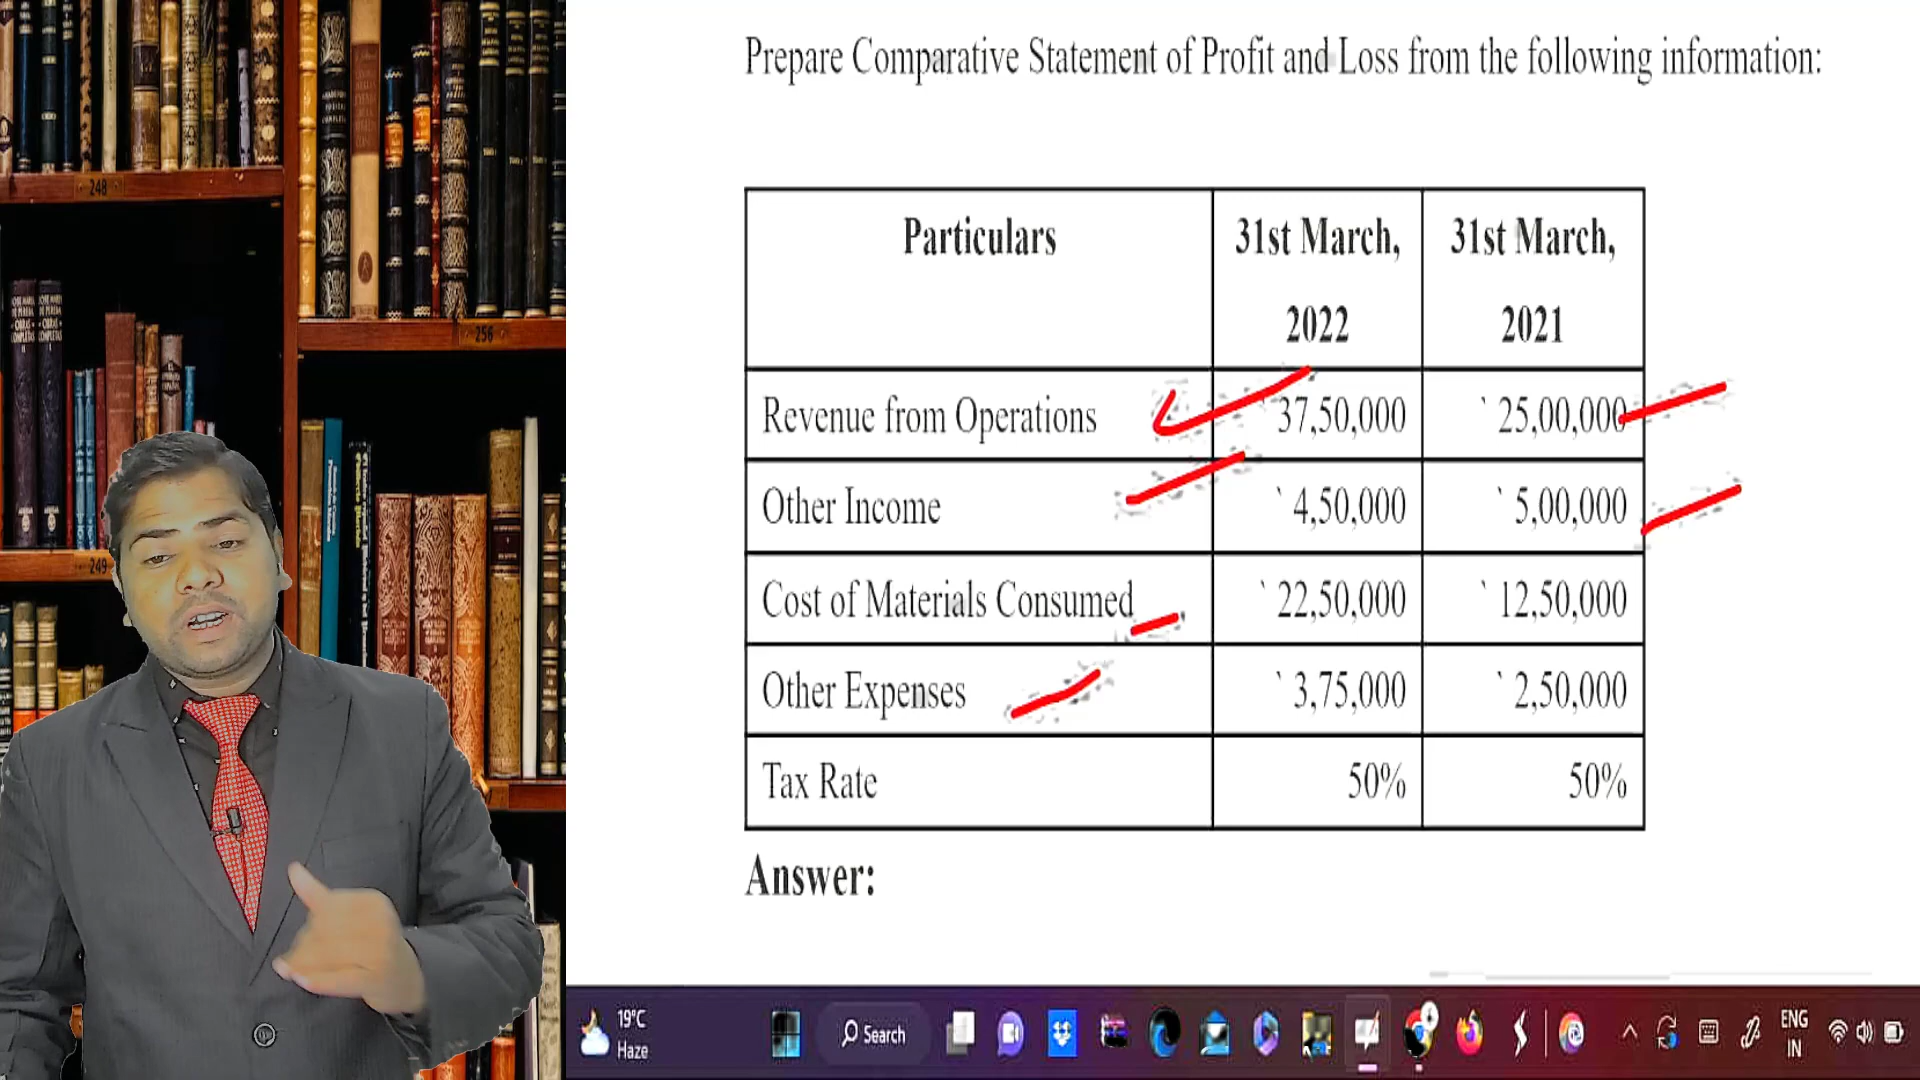 Prepare Comparative Statement of Profit and Loss from the following information:
Particulars 31st March, 2022 31st March, 2021
Revenue from Operations ` 37,50,000 ` 25,00,000
Other Income ` 4,50,000 ` 5,00,000
Cost of Materials Consumed ` 22,50,000 ` 12,50,000
Other Expenses ` 3,75,000 ` 2,50,000
Tax Rate 50% 50%
Answer:
248
256
249
19°C
Haze
Search
ENG
IN